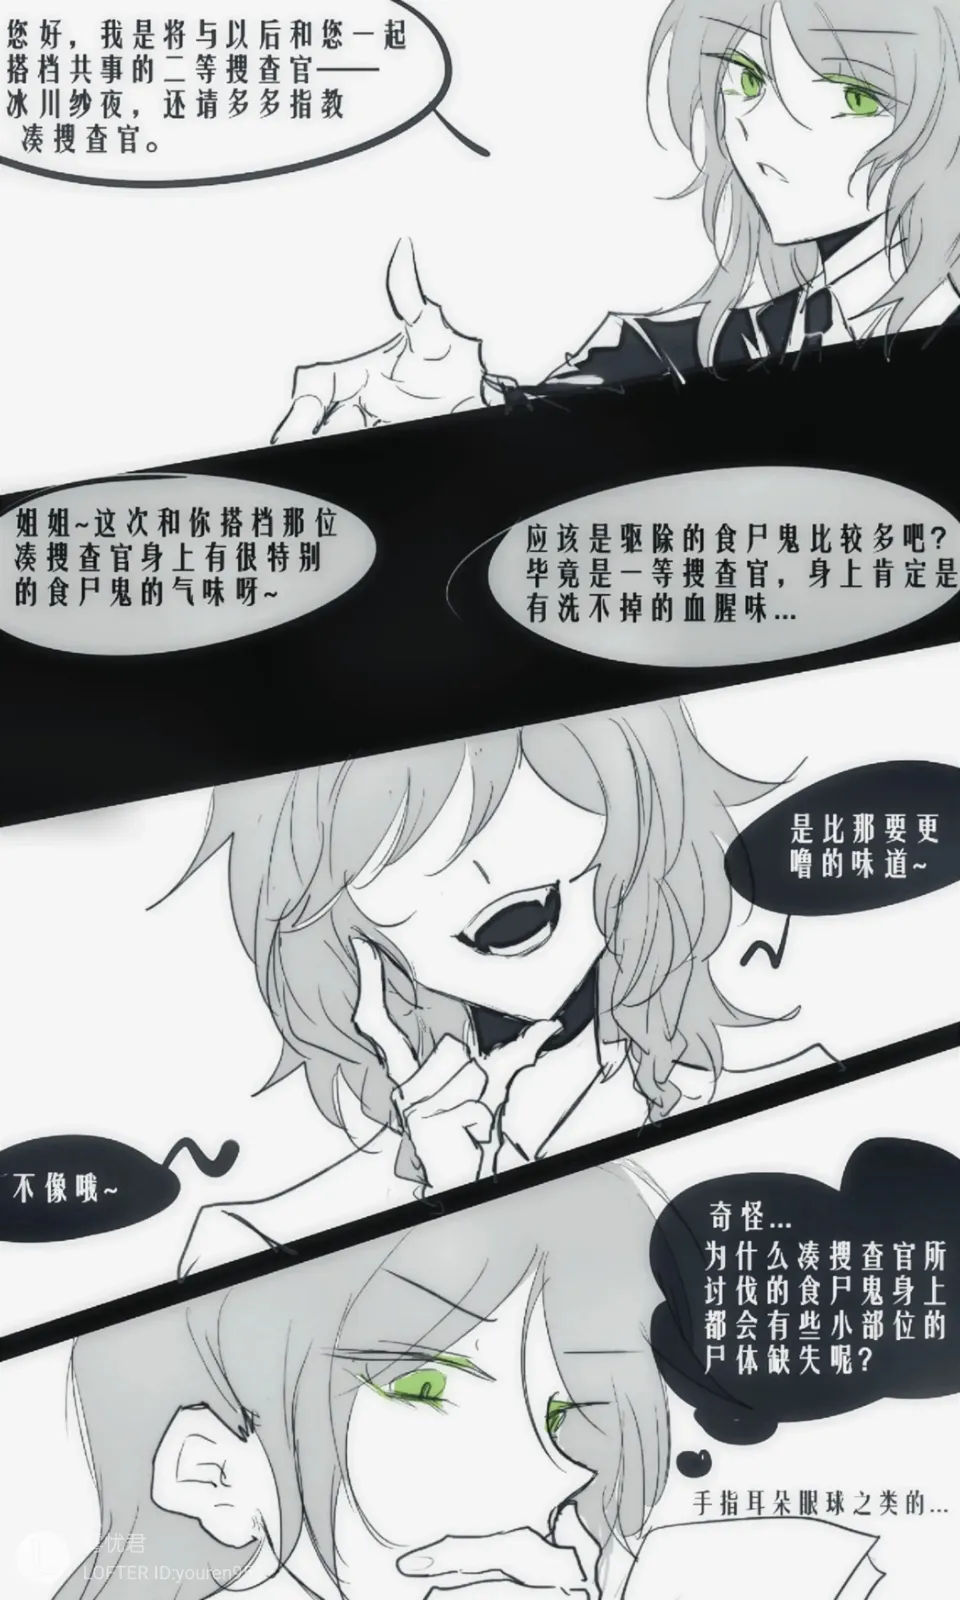 您好，我是将与以后和您一起
搭档共事的二等搜查官——
冰川纱夜，还请多多指教
凑搜查官。
姐姐~这次和你搭档那位
凑搜查官身上有很特别
的食尸鬼的气味呀~
应该是驱除的食尸鬼比较多吧？
毕竟是一等搜查官，身上肯定是
有洗不掉的血腥味...
是比那要更
噜的味道~
不像哦~
奇怪...
为什么凑搜查官所
讨伐的食尸鬼身上
都会有些小部位的
尸体缺失呢？
手指耳朵眼球之类的...
优君
LOFTER ID:youren9